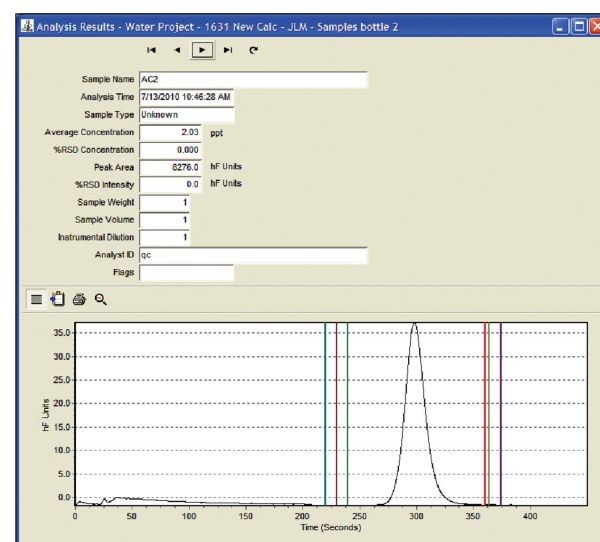 Analysis Results - Water Project - 1631 New Calc - JLM - Samples bottle 2
Sample Name AC2
Analysis Time 7/13/2010 10:46:28 AM
Sample Type Unknown
Average Concentration 2.03 ppt
%RSD Concentration 0.000
Peak Area 8276.0 hF Units
%RSD Intensity 0.0 hF Units
Sample Weight 1
Sample Volume 1
Instrumental Dilution 1
Analyst ID qc
Flags
hF Units
35.0
30.0
25.0
20.0
15.0
10.0
5.0
0.0
0 50 100 150 200 250 300 350 400
Time (Seconds)